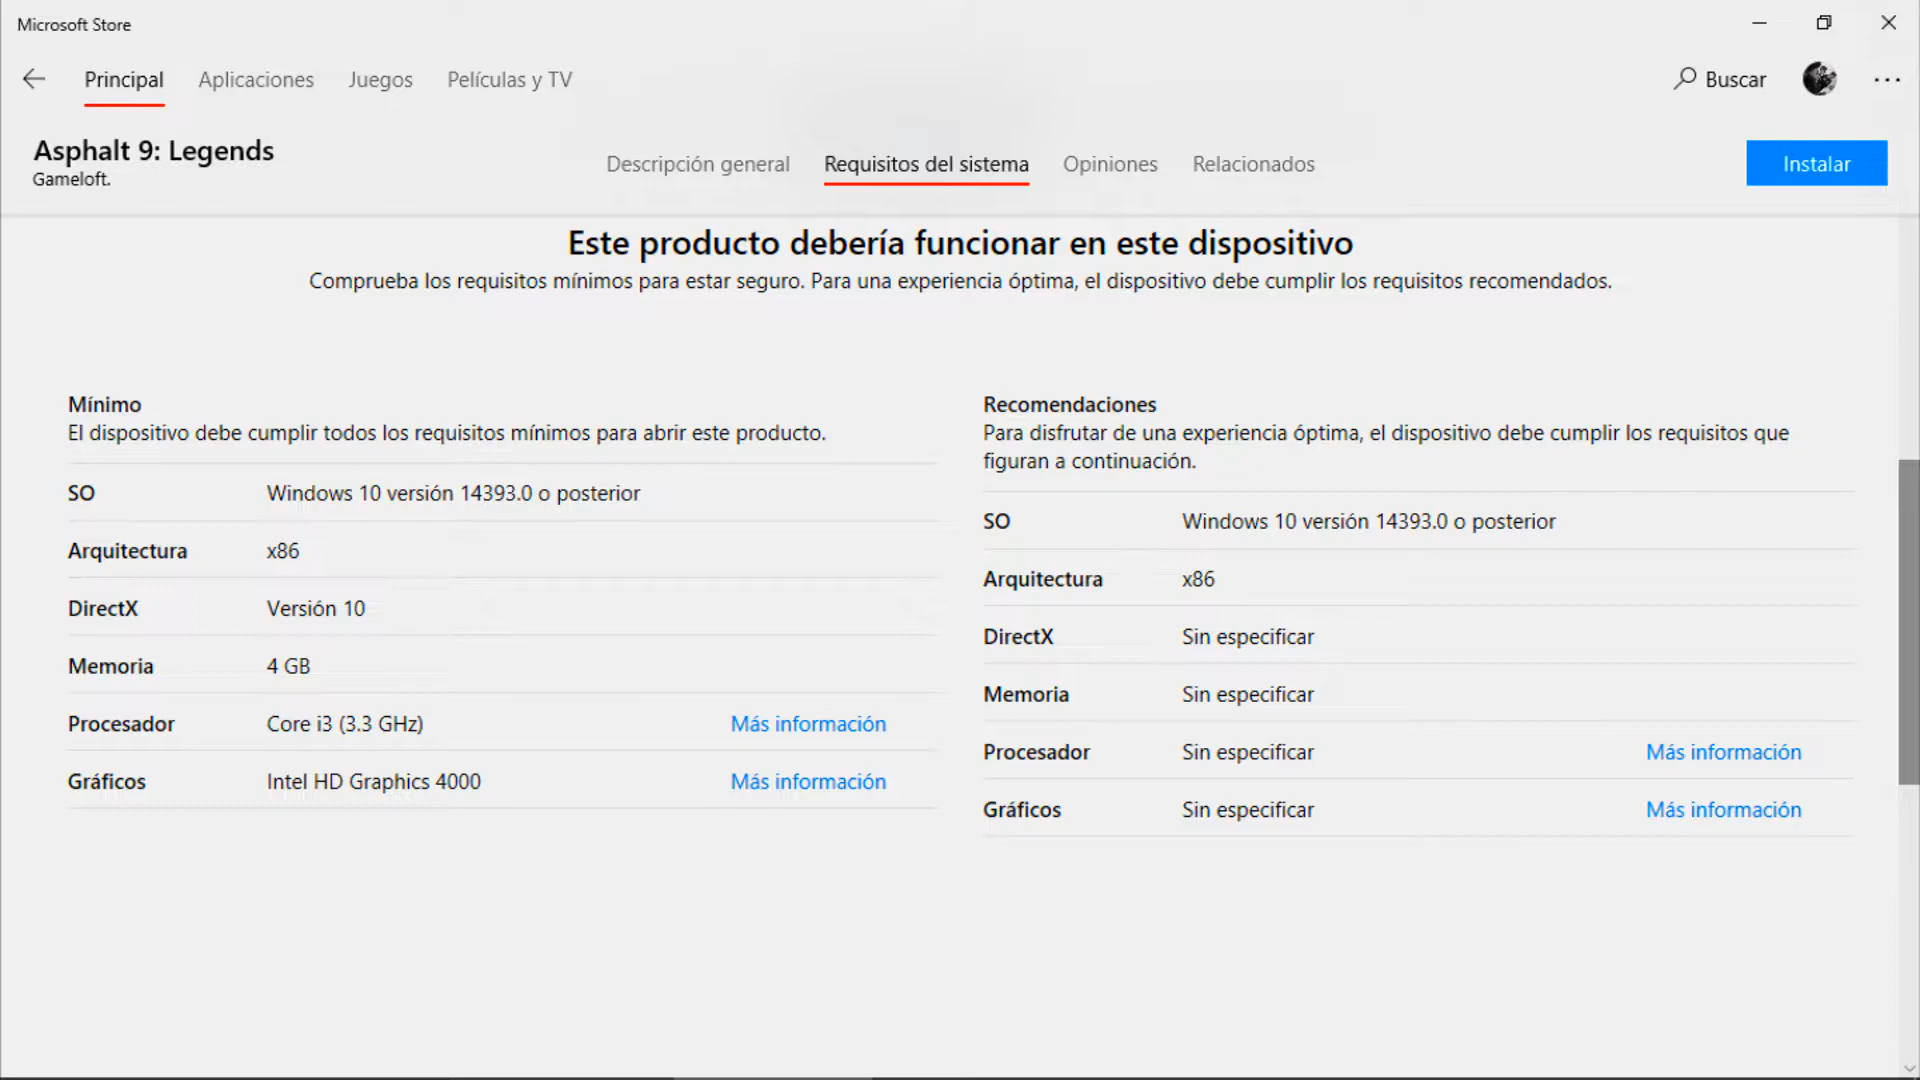 Microsoft Store
Principal
Aplicaciones
Juegos
Películas y TV
Buscar
Asphalt 9: Legends
Gameloft.
Descripción general
Requisitos del sistema
Opiniones
Relacionados
Instalar
Este producto debería funcionar en este dispositivo
Comprueba los requisitos mínimos para estar seguro. Para una experiencia óptima, el dispositivo debe cumplir los requisitos recomendados.
Mínimo
El dispositivo debe cumplir todos los requisitos mínimos para abrir este producto.
SO Windows 10 versión 14393.0 o posterior
Arquitectura x86
DirectX Versión 10
Memoria 4 GB
Procesador Core i3 (3.3 GHz) Más información
Gráficos Intel HD Graphics 4000 Más información
Recomendaciones
Para disfrutar de una experiencia óptima, el dispositivo debe cumplir los requisitos que
figuran a continuación.
SO Windows 10 versión 14393.0 o posterior
Arquitectura x86
DirectX Sin especificar
Memoria Sin especificar
Procesador Sin especificar Más información
Gráficos Sin especificar Más información